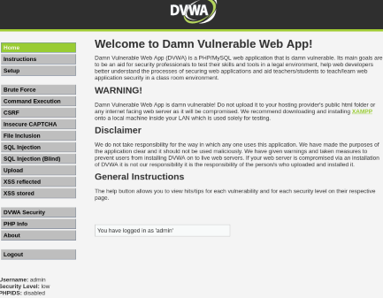 DVWA
Home
Instructions
Setup
Brute Force
Command Execution
CSRF
Insecure CAPTCHA
File Inclusion
SQL Injection
SQL Injection (Blind)
Upload
XSS reflected
XSS stored
DVWA Security
PHP Info
About
Logout
Username: admin
Security Level: low
PHPIDS: disabled
Welcome to Damn Vulnerable Web App!
Damn Vulnerable Web App (DVWA) is a PHP/MySQL web application that is damn vulnerable. Its main goals are
to be an aid for security professionals to test their skills and tools in a legal environment, help web developers
better understand the processes of securing web applications and aid teachers/students to teach/learn web
application security in a class room environment.
WARNING!
Damn Vulnerable Web App is damn vulnerable! Do not upload it to your hosting provider's public html folder or
any internet facing web server as it will be compromised. We recommend downloading and installing XAMPP
onto a local machine inside your LAN which is used solely for testing.
Disclaimer
We do not take responsibility for the way in which any one uses this application. We have made the purposes of
the application clear and it should not be used maliciously. We have given warnings and taken measures to
prevent users from installing DVWA on to live web servers. If your web server is compromised via an installation
of DVWA it is not our responsibility it is the responsibility of the person/s who uploaded and installed it.
General Instructions
The help button allows you to view hits/tips for each vulnerability and for each security level on their respective
page.
You have logged in as 'admin'